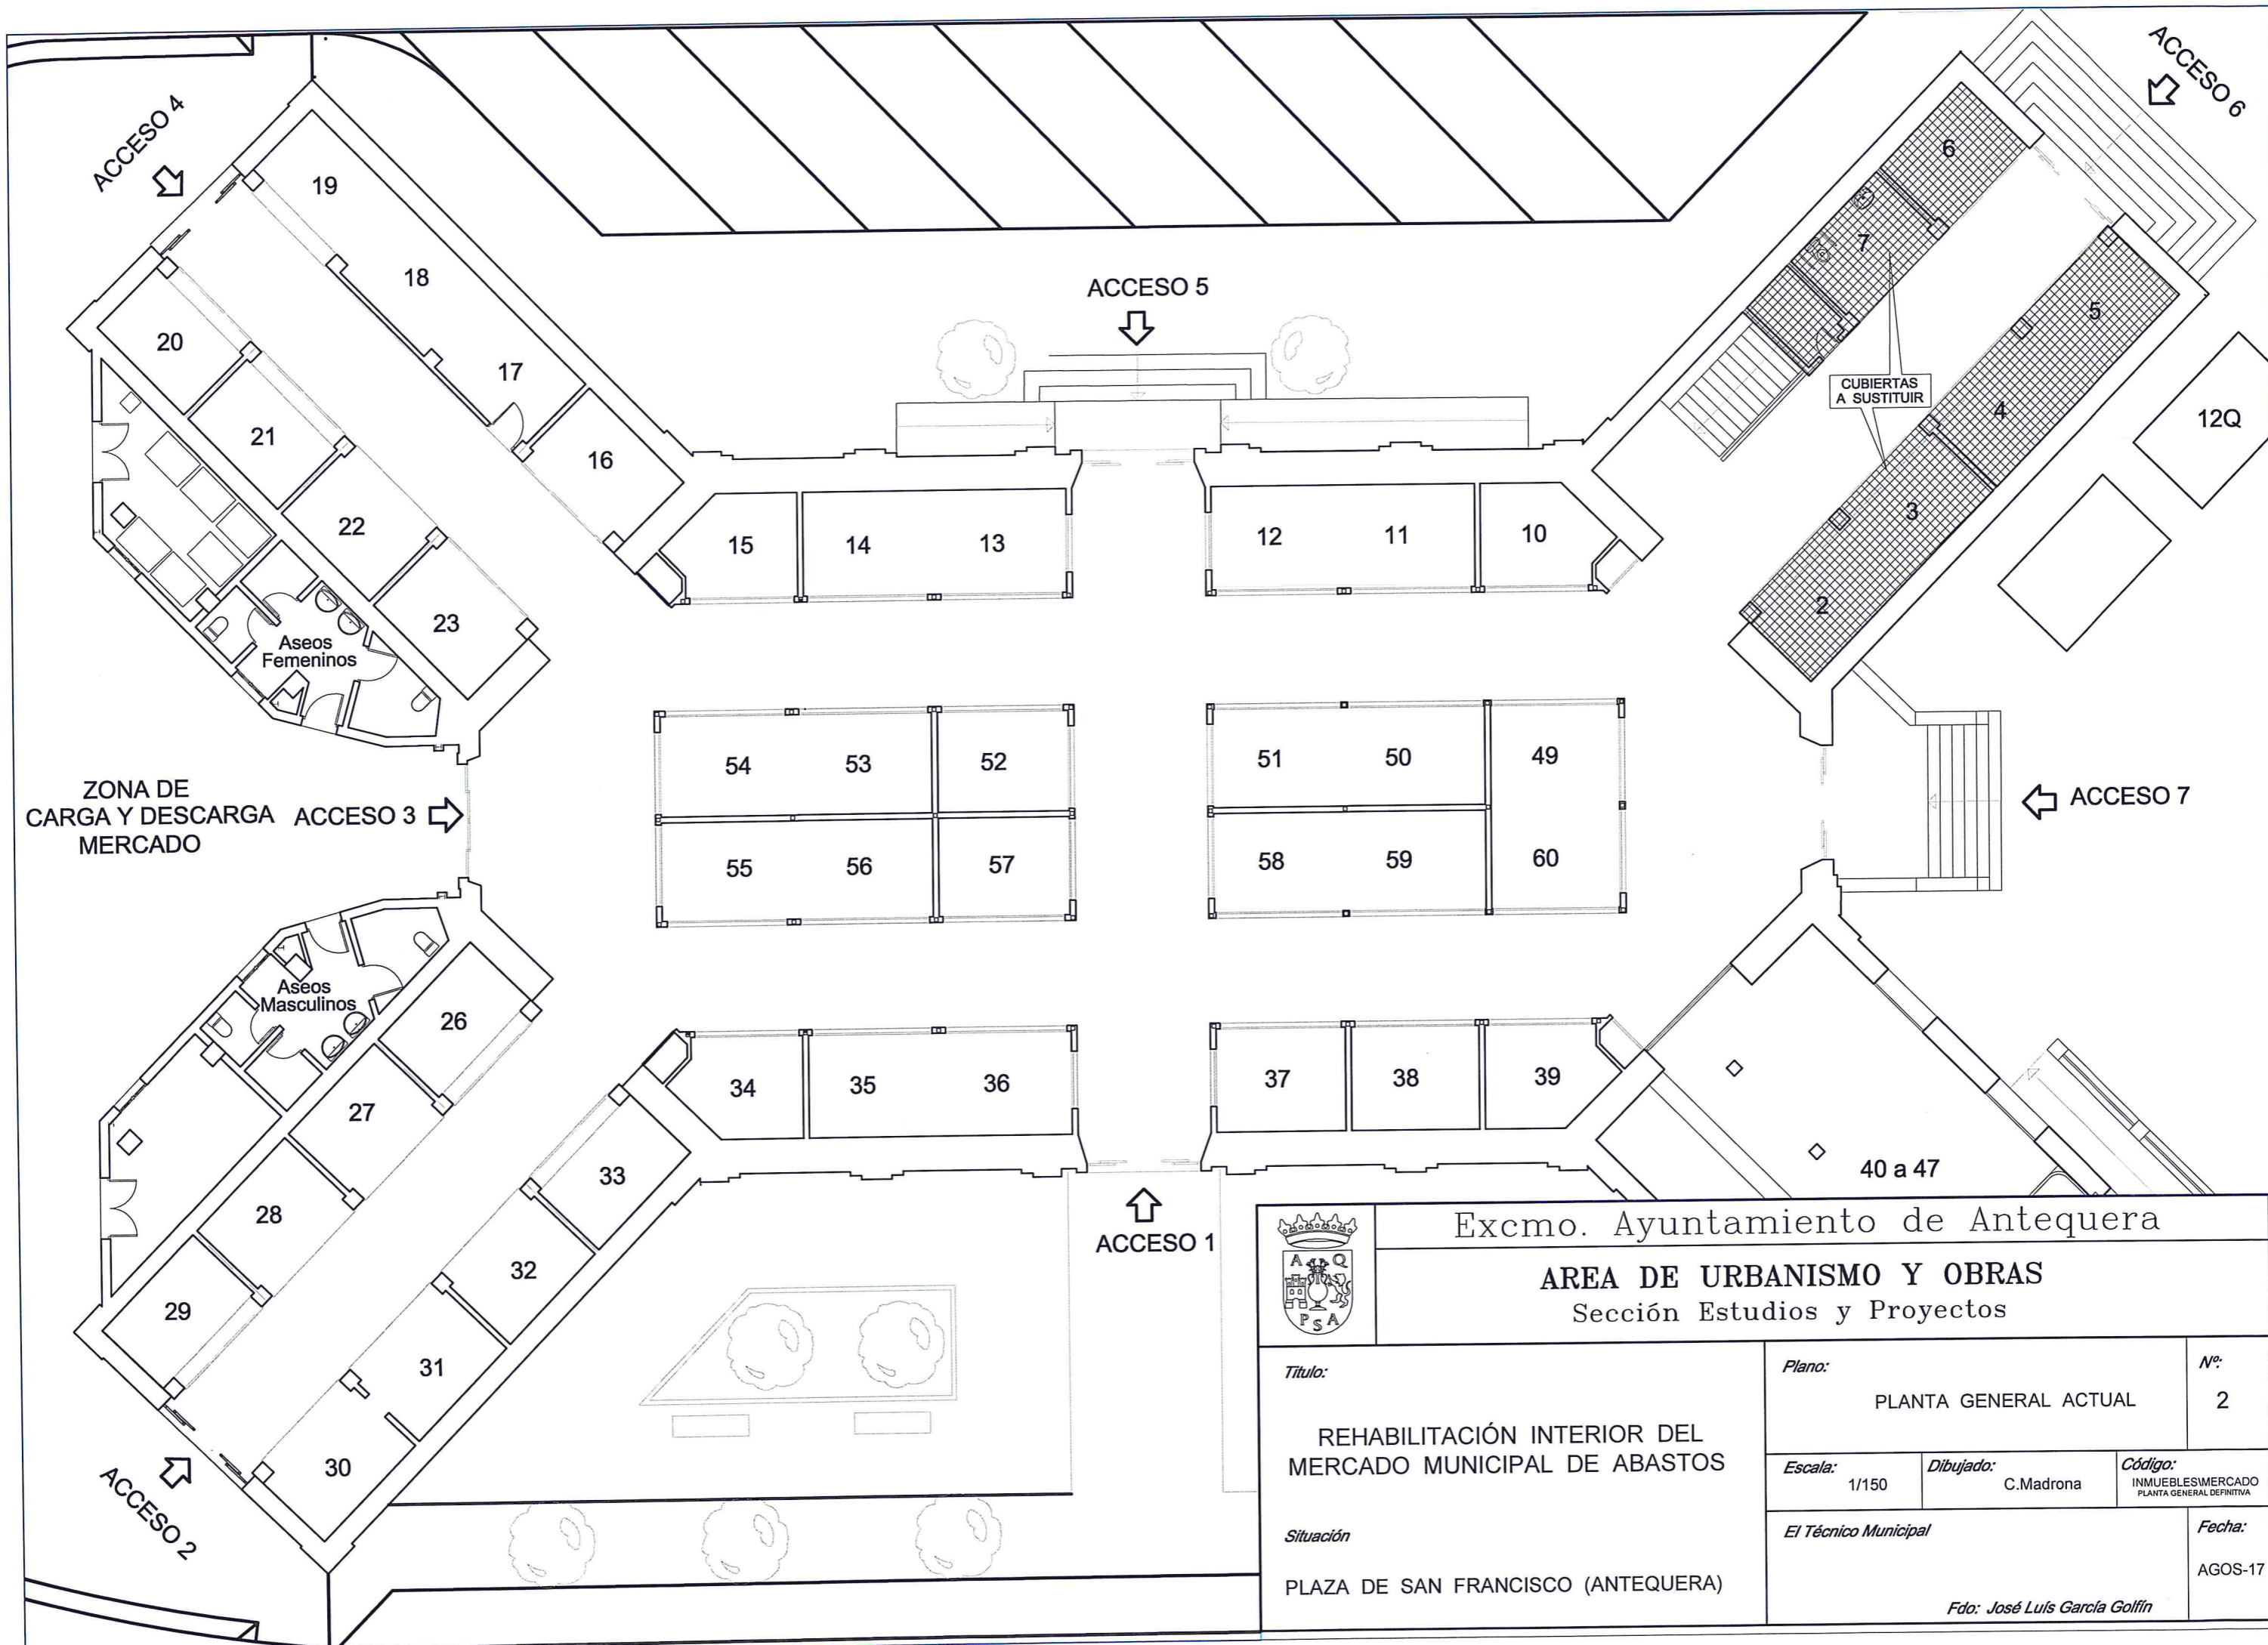 ACCESO 4
ACCESO 6
19
18
17
16
20
21
22
23
Aseos
Femeninos
ACCESO 5
15
14
13
12
11
10
6
7
5
4
3
2
CUBIERTAS
A SUSTITUIR
12Q
54
53
52
51
50
49
55
56
57
58
59
60
ZONA DE
CARGA Y DESCARGA
MERCADO
ACCESO 3
ACCESO 7
Aseos
Masculinos
26
27
28
29
30
31
32
33
34
35
36
37
38
39
40 a 47
ACCESO 1
ACCESO 2
A Q
P S A
Excmo. Ayuntamiento de Antequera
AREA DE URBANISMO Y OBRAS
Sección Estudios y Proyectos
Titulo:
REHABILITACIÓN INTERIOR DEL
MERCADO MUNICIPAL DE ABASTOS
Situación
PLAZA DE SAN FRANCISCO (ANTEQUERA)
Plano:
PLANTA GENERAL ACTUAL
Nº:
2
Escala:
1/150
Dibujado:
C.Madrona
Código:
INMUEBLES\MERCADO
PLANTA GENERAL DEFINITIVA
El Técnico Municipal
Fdo: José Luís García Golfín
Fecha:
AGOS-17